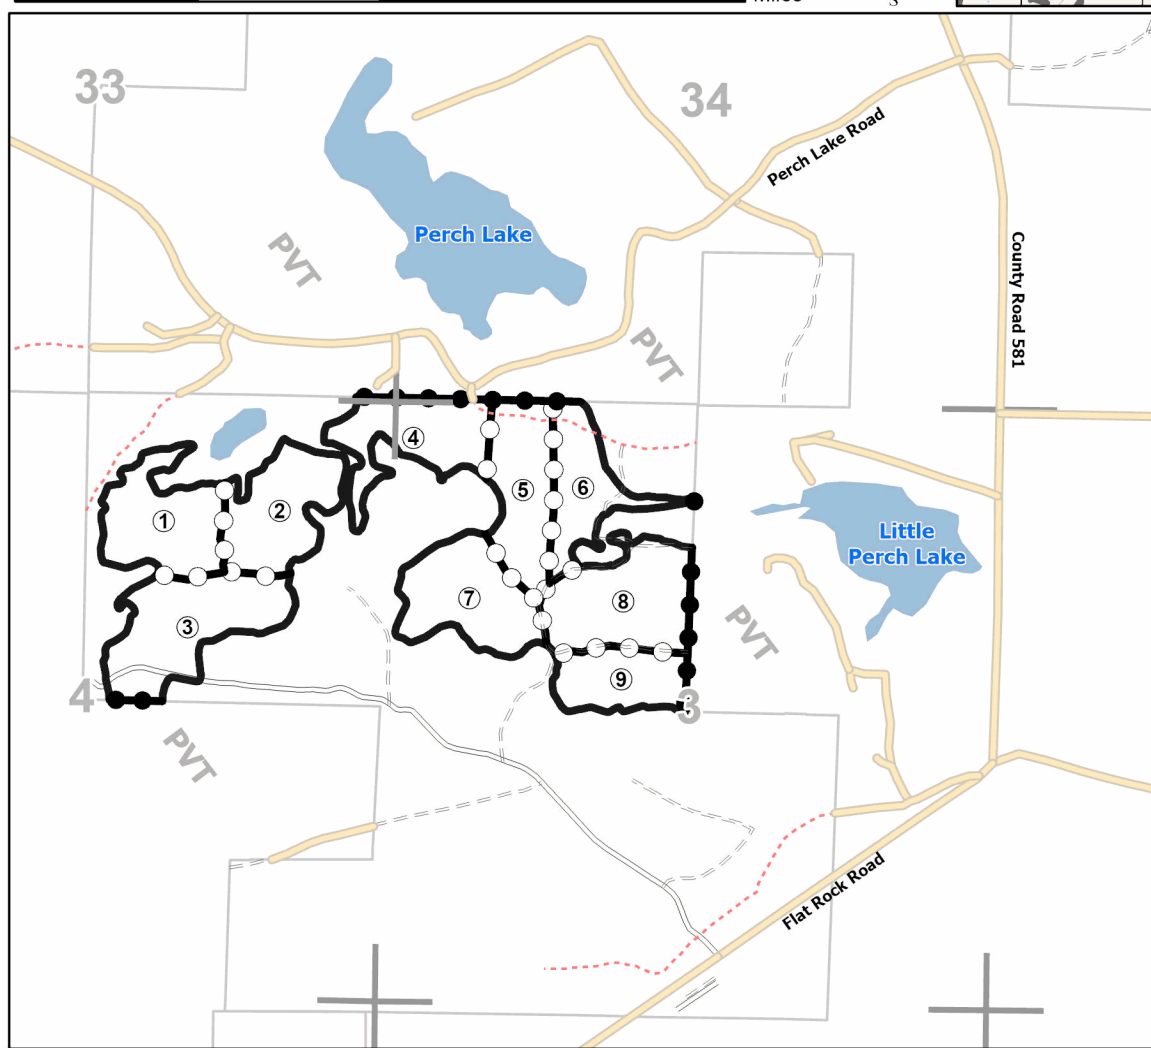 Miles
S
33
34
Perch Lake Road
Perch Lake
PVT
County Road 581
PVT
4
5
6
2
1
Little
Perch Lake
7
8
3
PVT
9
4
3
PVT
Flat Rock Road